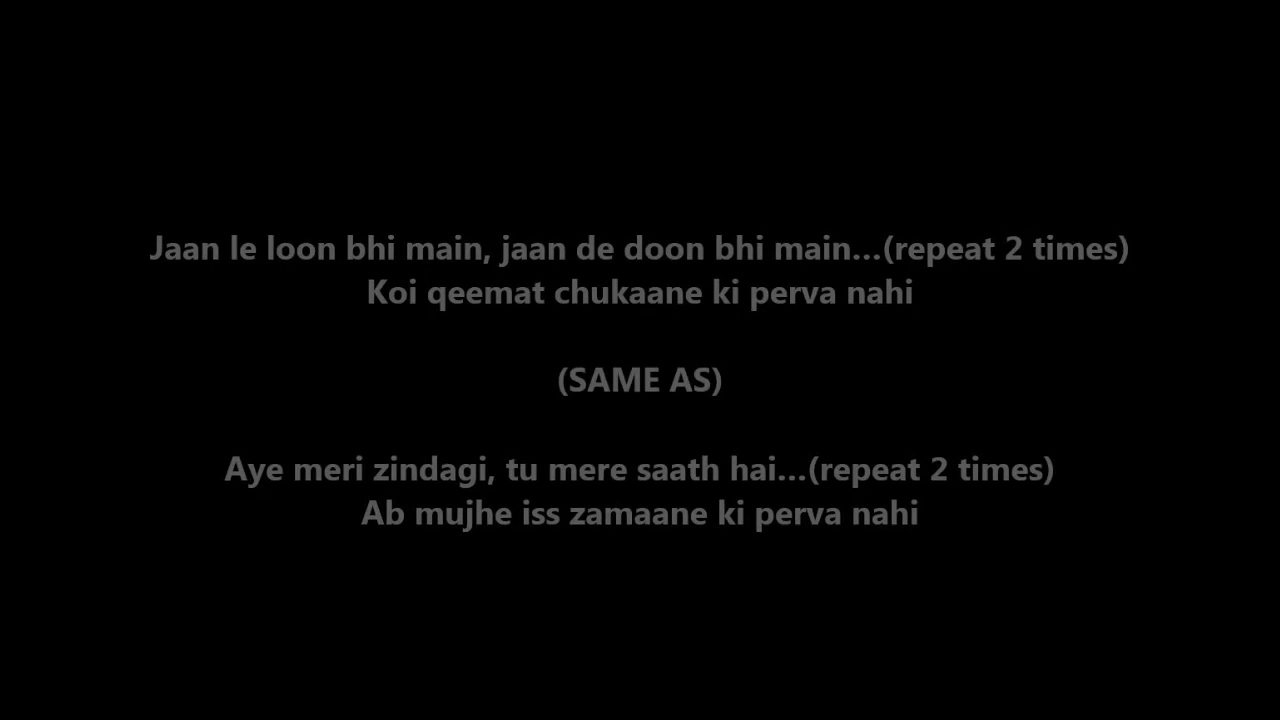 Jaan le loon bhi main, jaan de doon bhi main...(repeat 2 times)
Koi qeemat chukaane ki perva nahi
(SAME AS)
Aye meri zindagi, tu mere saath hai...(repeat 2 times)
Ab mujhe iss zamaane ki perva nahi